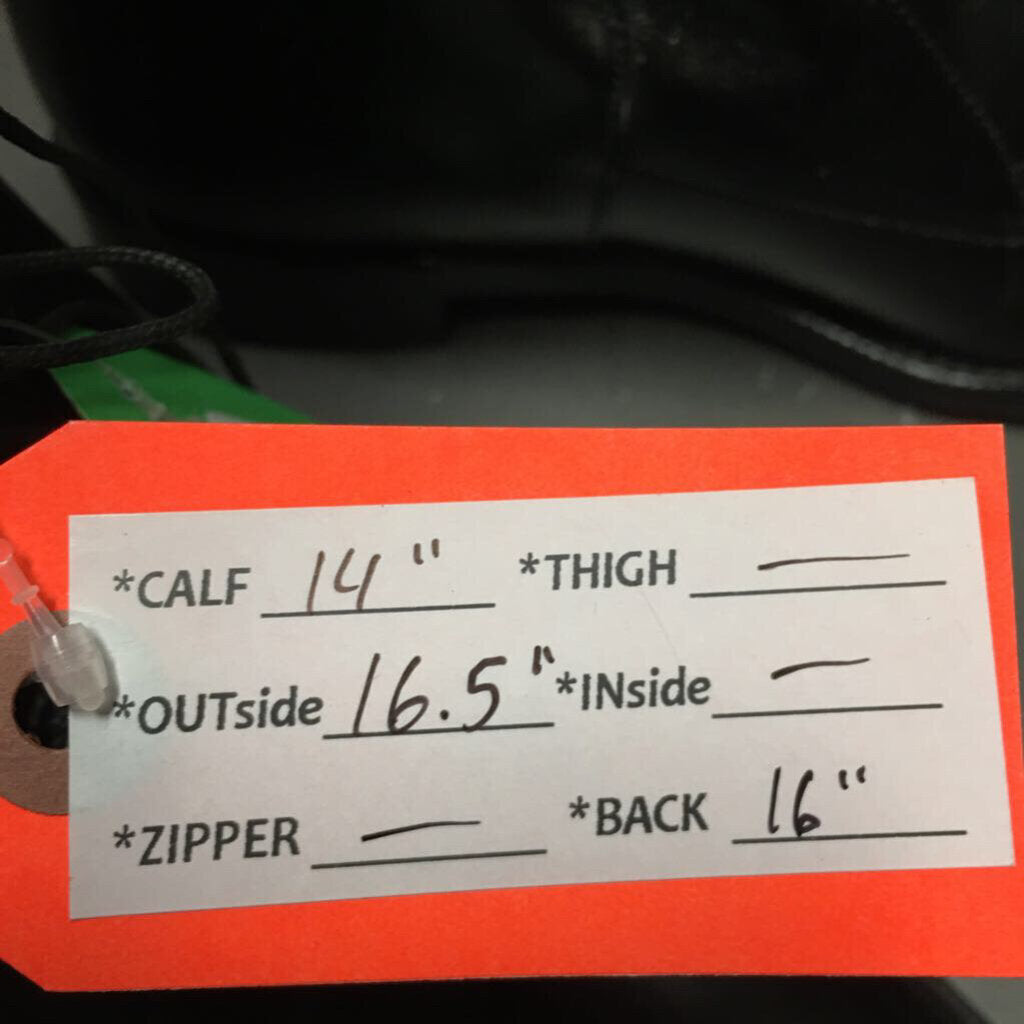 *CALF 14" *THIGH —
*OUTside 16.5" *INside —
*ZIPPER — *BACK 16"